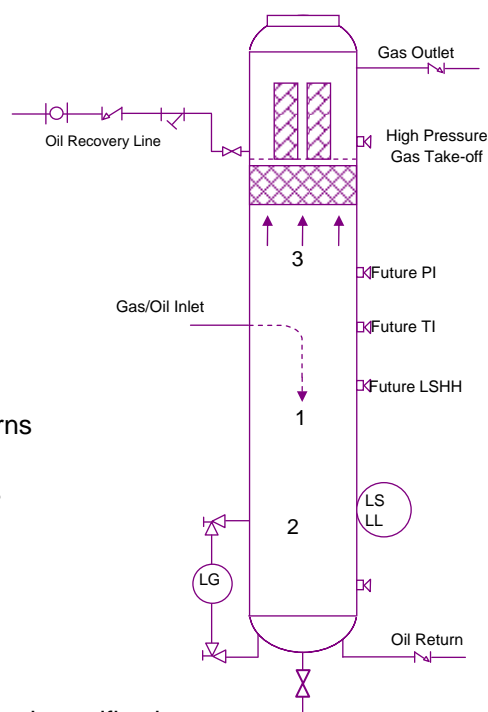 Gas Outlet
Oil Recovery Line
High Pressure
Gas Take-off
3
Future PI
Gas/Oil Inlet
Future TI
Future LSHH
1
rns
LS
LL
2
LG
Oil Return